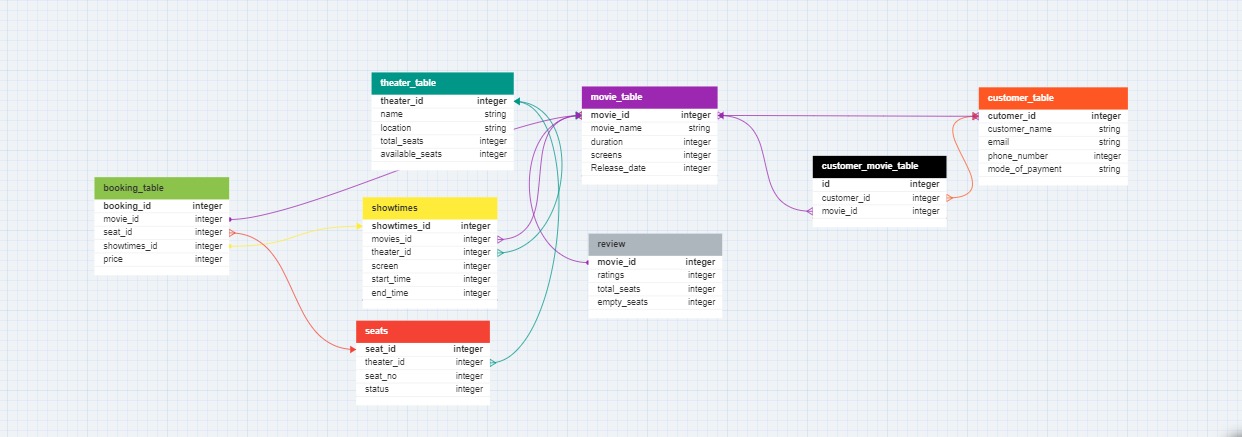 theater_table
theater_id integer
name string
location string
total_seats integer
available_seats integer
movie_table
movie_id integer
movie_name string
duration integer
screens integer
Release_date integer
customer_table
cutomer_id integer
customer_name string
email string
phone_number integer
mode_of_payment string
customer_movie_table
id integer
customer_id integer
movie_id integer
booking_table
booking_id integer
movie_id integer
seat_id integer
showtimes_id integer
price integer
showtimes
showtimes_id integer
movies_id integer
theater_id integer
screen integer
start_time integer
end_time integer
review
movie_id integer
ratings integer
total_seats integer
empty_seats integer
seats
seat_id integer
theater_id integer
seat_no integer
status integer